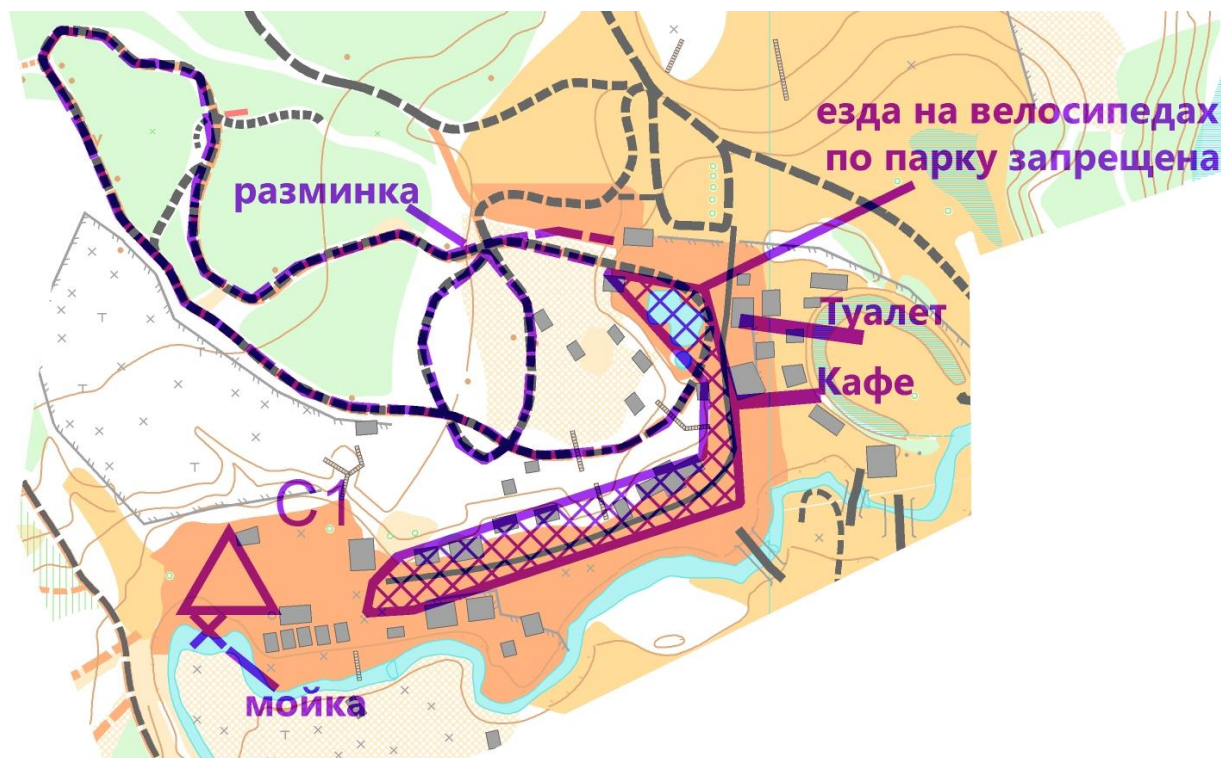 езда на велосипедах
по парку запрещена
разминка
Туалет
Кафе
С1
мойка